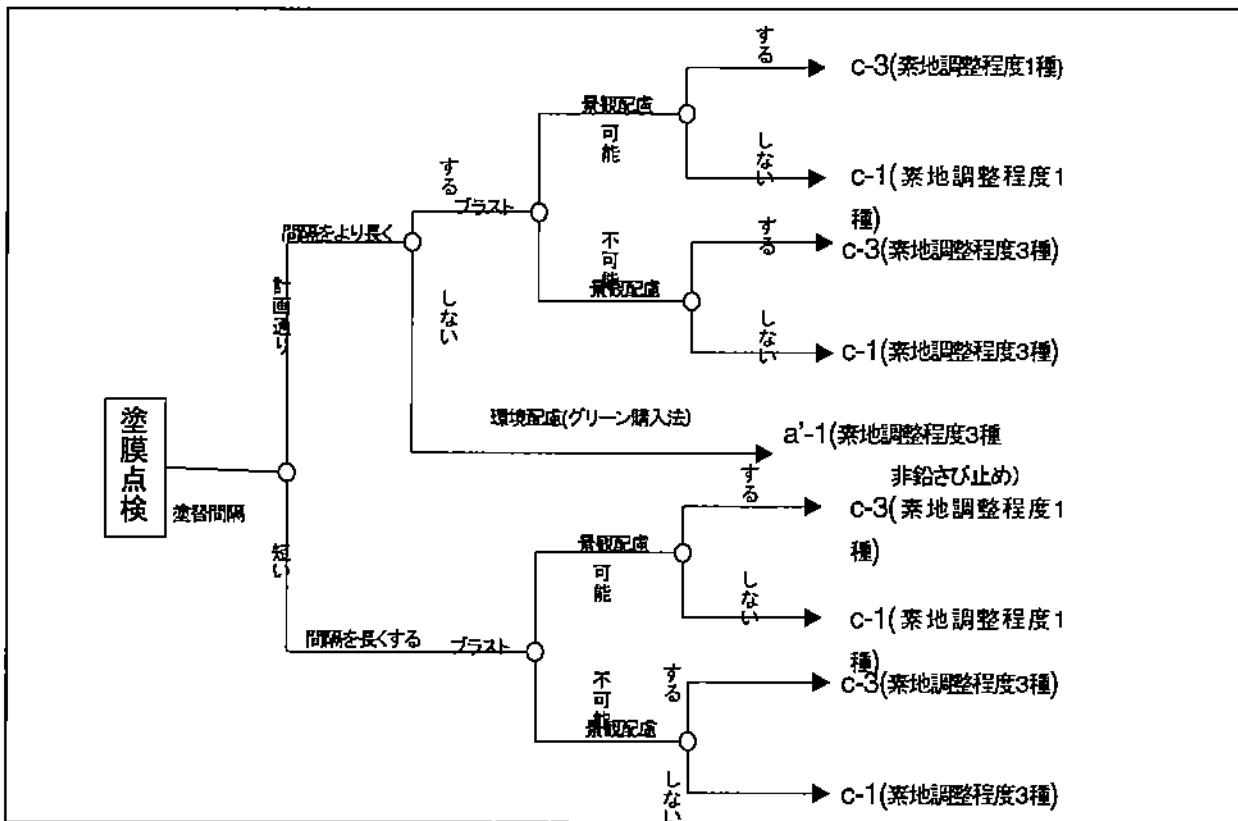 する
c-3(素地調整程度1種)
景観配慮
可能
しない
c-1(素地調整程度1
種)
する
ブラスト
間隔をより長く
不可能
する
c-3(素地調整程度3種)
景観配慮
計画通り
しない
しない
c-1(素地調整程度3種)
環境配慮(グリーン購入法)
a'-1(素地調整程度3種
非鉛さび止め)
塗膜点検
塗替間隔
する
c-3(素地調整程度1
種)
景観配慮
短い
可能
しない
c-1(素地調整程度1
種)
間隔を長くする
ブラスト
不可能
する
c-3(素地調整程度3種)
景観配慮
しない
c-1(素地調整程度3種)